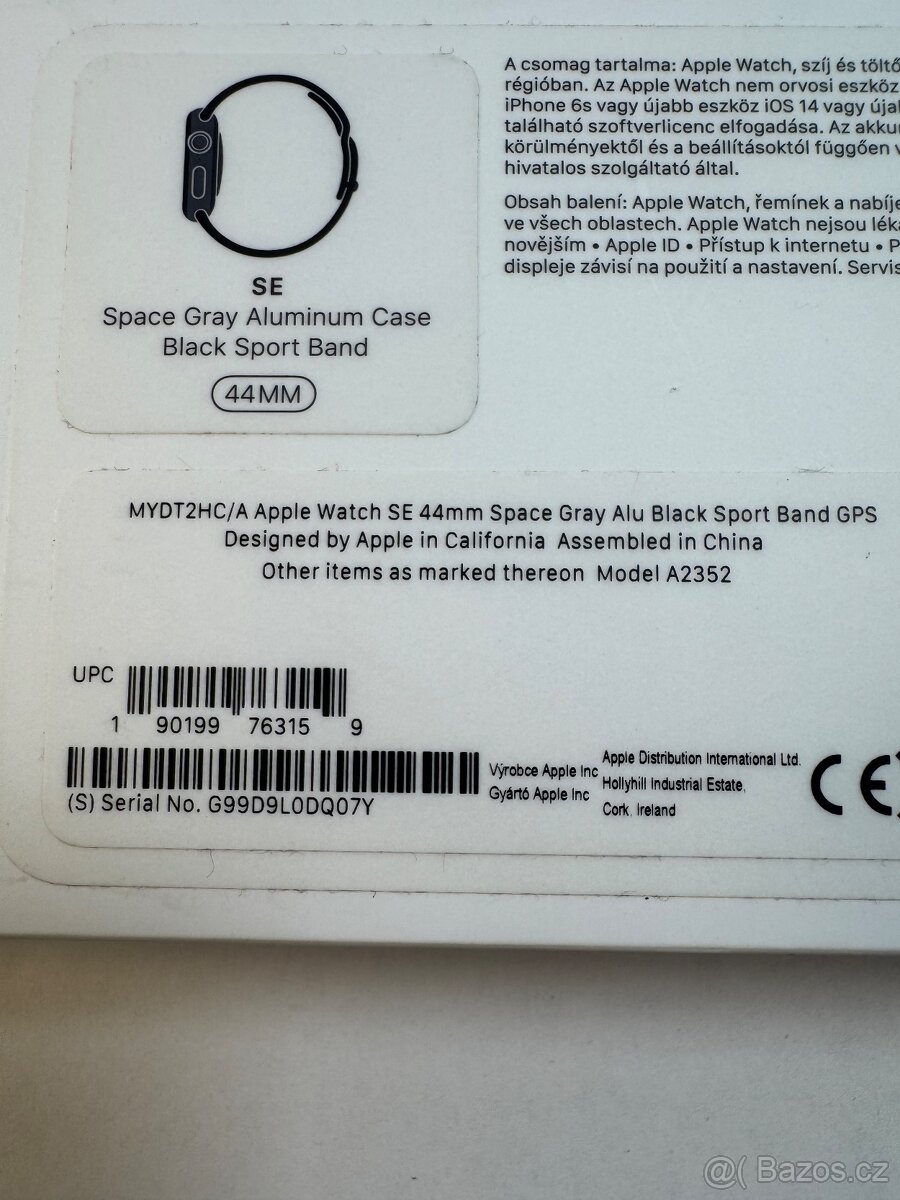 SE
Space Gray Aluminum Case
Black Sport Band
44MM
A csomag tartalma: Apple Watch, szíj és töltő
régióban. Az Apple Watch nem orvosi eszköz
iPhone 6s vagy újabb eszköz iOS 14 vagy újab
található szoftverlicenc elfogadása. Az akku
körülményektől és a beállításoktól függően v
hivatalos szolgáltató által.
Obsah balení: Apple Watch, řemínek a nabíje
ve všech oblastech. Apple Watch nejsou léka
novějším • Apple ID • Přístup k internetu • P
displeje závisí na použití a nastavení. Servis
MYDT2HC/A Apple Watch SE 44mm Space Gray Alu Black Sport Band GPS
Designed by Apple in California Assembled in China
Other items as marked thereon Model A2352
UPC
1 90199 76315 9
(S) Serial No. G99D9L0DQ07Y
Výrobce Apple Inc
Gyártó Apple Inc
Apple Distribution International Ltd.
Hollyhill Industrial Estate,
Cork, Ireland
CE
@( Bazos.cz